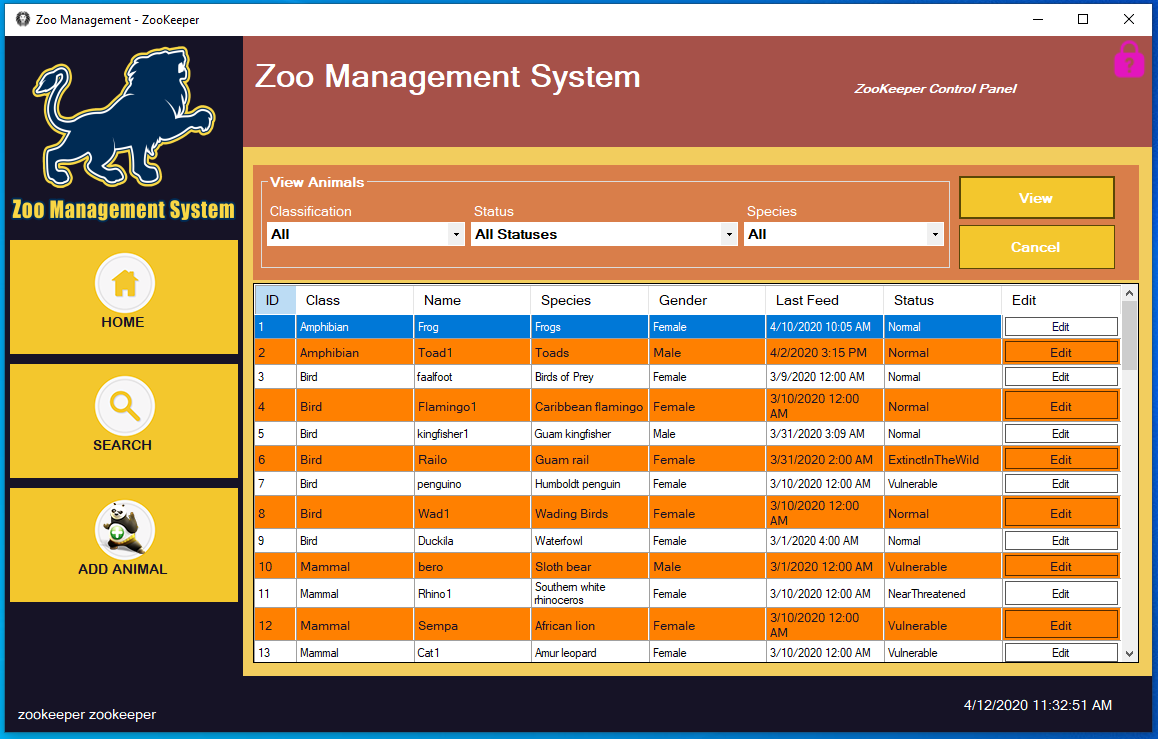 Zoo Management - ZooKeeper
Zoo Management System
ZooKeeper Control Panel
Zoo Management System
HOME
SEARCH
ADD ANIMAL
View Animals
Classification Status Species
All All Statuses All
View
Cancel
ID Class Name Species Gender Last Feed Status Edit
1 Amphibian Frog Frogs Female 4/10/2020 10:05 AM Normal Edit
2 Amphibian Toad1 Toads Male 4/2/2020 3:15 PM Normal Edit
3 Bird faalfoot Birds of Prey Female 3/9/2020 12:00 AM Normal Edit
4 Bird Flamingo1 Caribbean flamingo Female 3/10/2020 12:00 AM Normal Edit
5 Bird kingfisher1 Guam kingfisher Male 3/31/2020 3:09 AM Normal Edit
6 Bird Railo Guam rail Female 3/31/2020 2:00 AM ExtinctInTheWild Edit
7 Bird penguino Humboldt penguin Female 3/10/2020 12:00 AM Vulnerable Edit
8 Bird Wad1 Wading Birds Female 3/10/2020 12:00 AM Normal Edit
9 Bird Duckila Waterfowl Female 3/1/2020 4:00 AM Normal Edit
10 Mammal bero Sloth bear Male 3/1/2020 12:00 AM Vulnerable Edit
11 Mammal Rhino1 Southern white rhinoceros Female 3/10/2020 12:00 AM NearThreatened Edit
12 Mammal Sempa African lion Female 3/10/2020 12:00 AM Vulnerable Edit
13 Mammal Cat1 Amur leopard Female 3/10/2020 12:00 AM Vulnerable Edit
zookeeper zookeeper
4/12/2020 11:32:51 AM